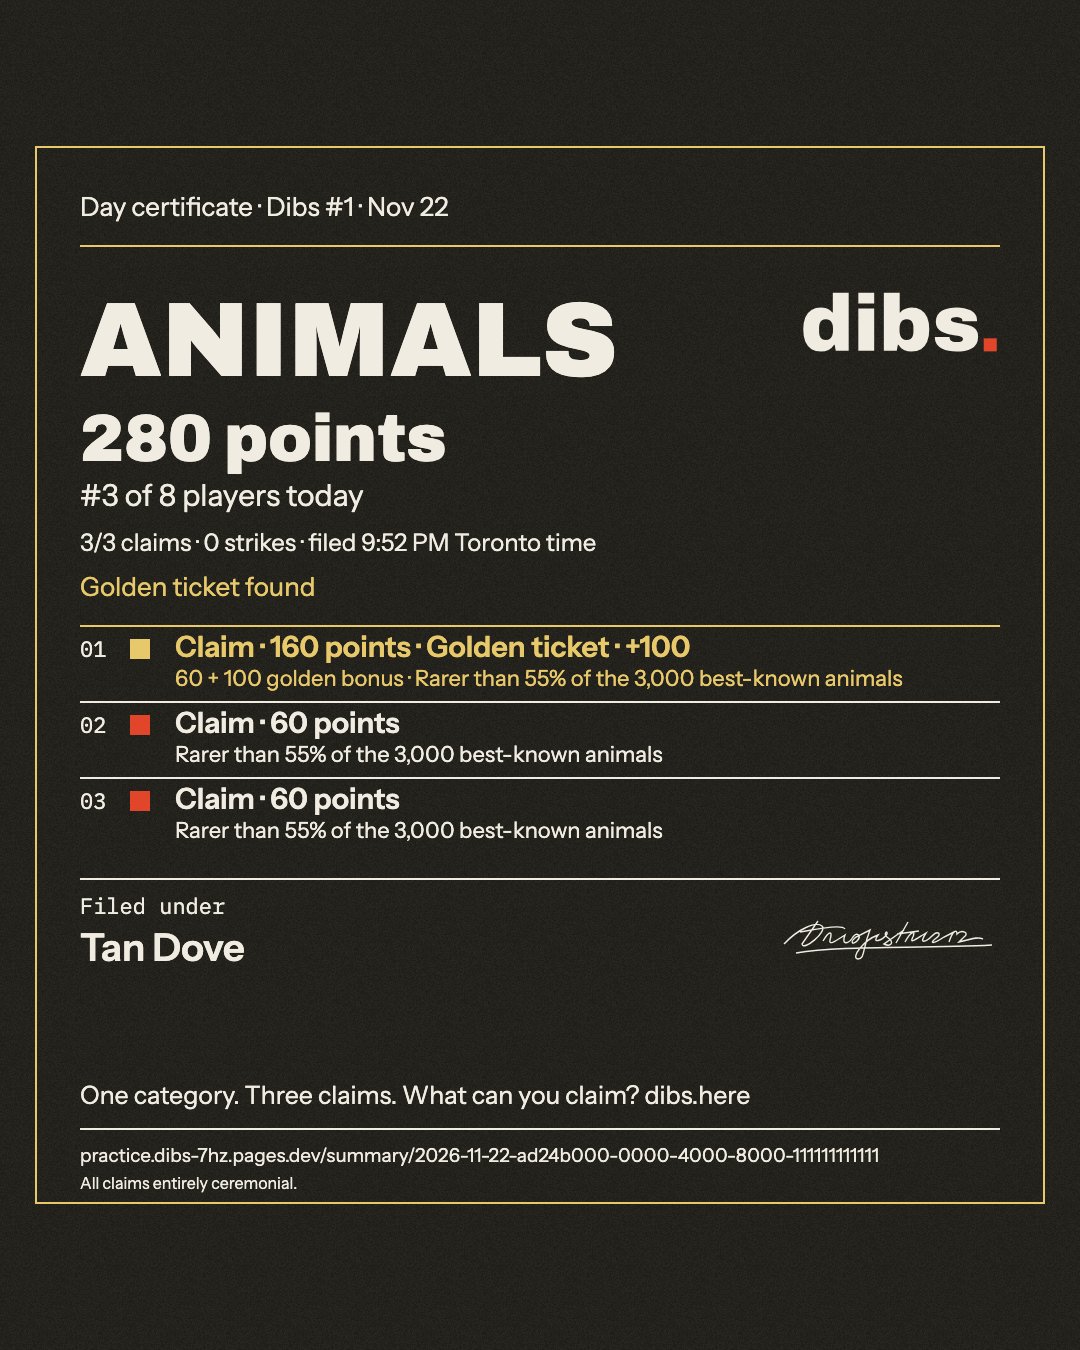 Day certificate · Dibs #1 · Nov 22
ANIMALS
dibs.
280 points
#3 of 8 players today
3/3 claims · 0 strikes · filed 9:52 PM Toronto time
Golden ticket found
01 Claim · 160 points · Golden ticket · +100
60 + 100 golden bonus · Rarer than 55% of the 3,000 best-known animals
02 Claim · 60 points
Rarer than 55% of the 3,000 best-known animals
03 Claim · 60 points
Rarer than 55% of the 3,000 best-known animals
Filed under
Tan Dove
One category. Three claims. What can you claim? dibs.here
practice.dibs-7hz.pages.dev/summary/2026-11-22-ad24b000-0000-4000-8000-111111111111
All claims entirely ceremonial.